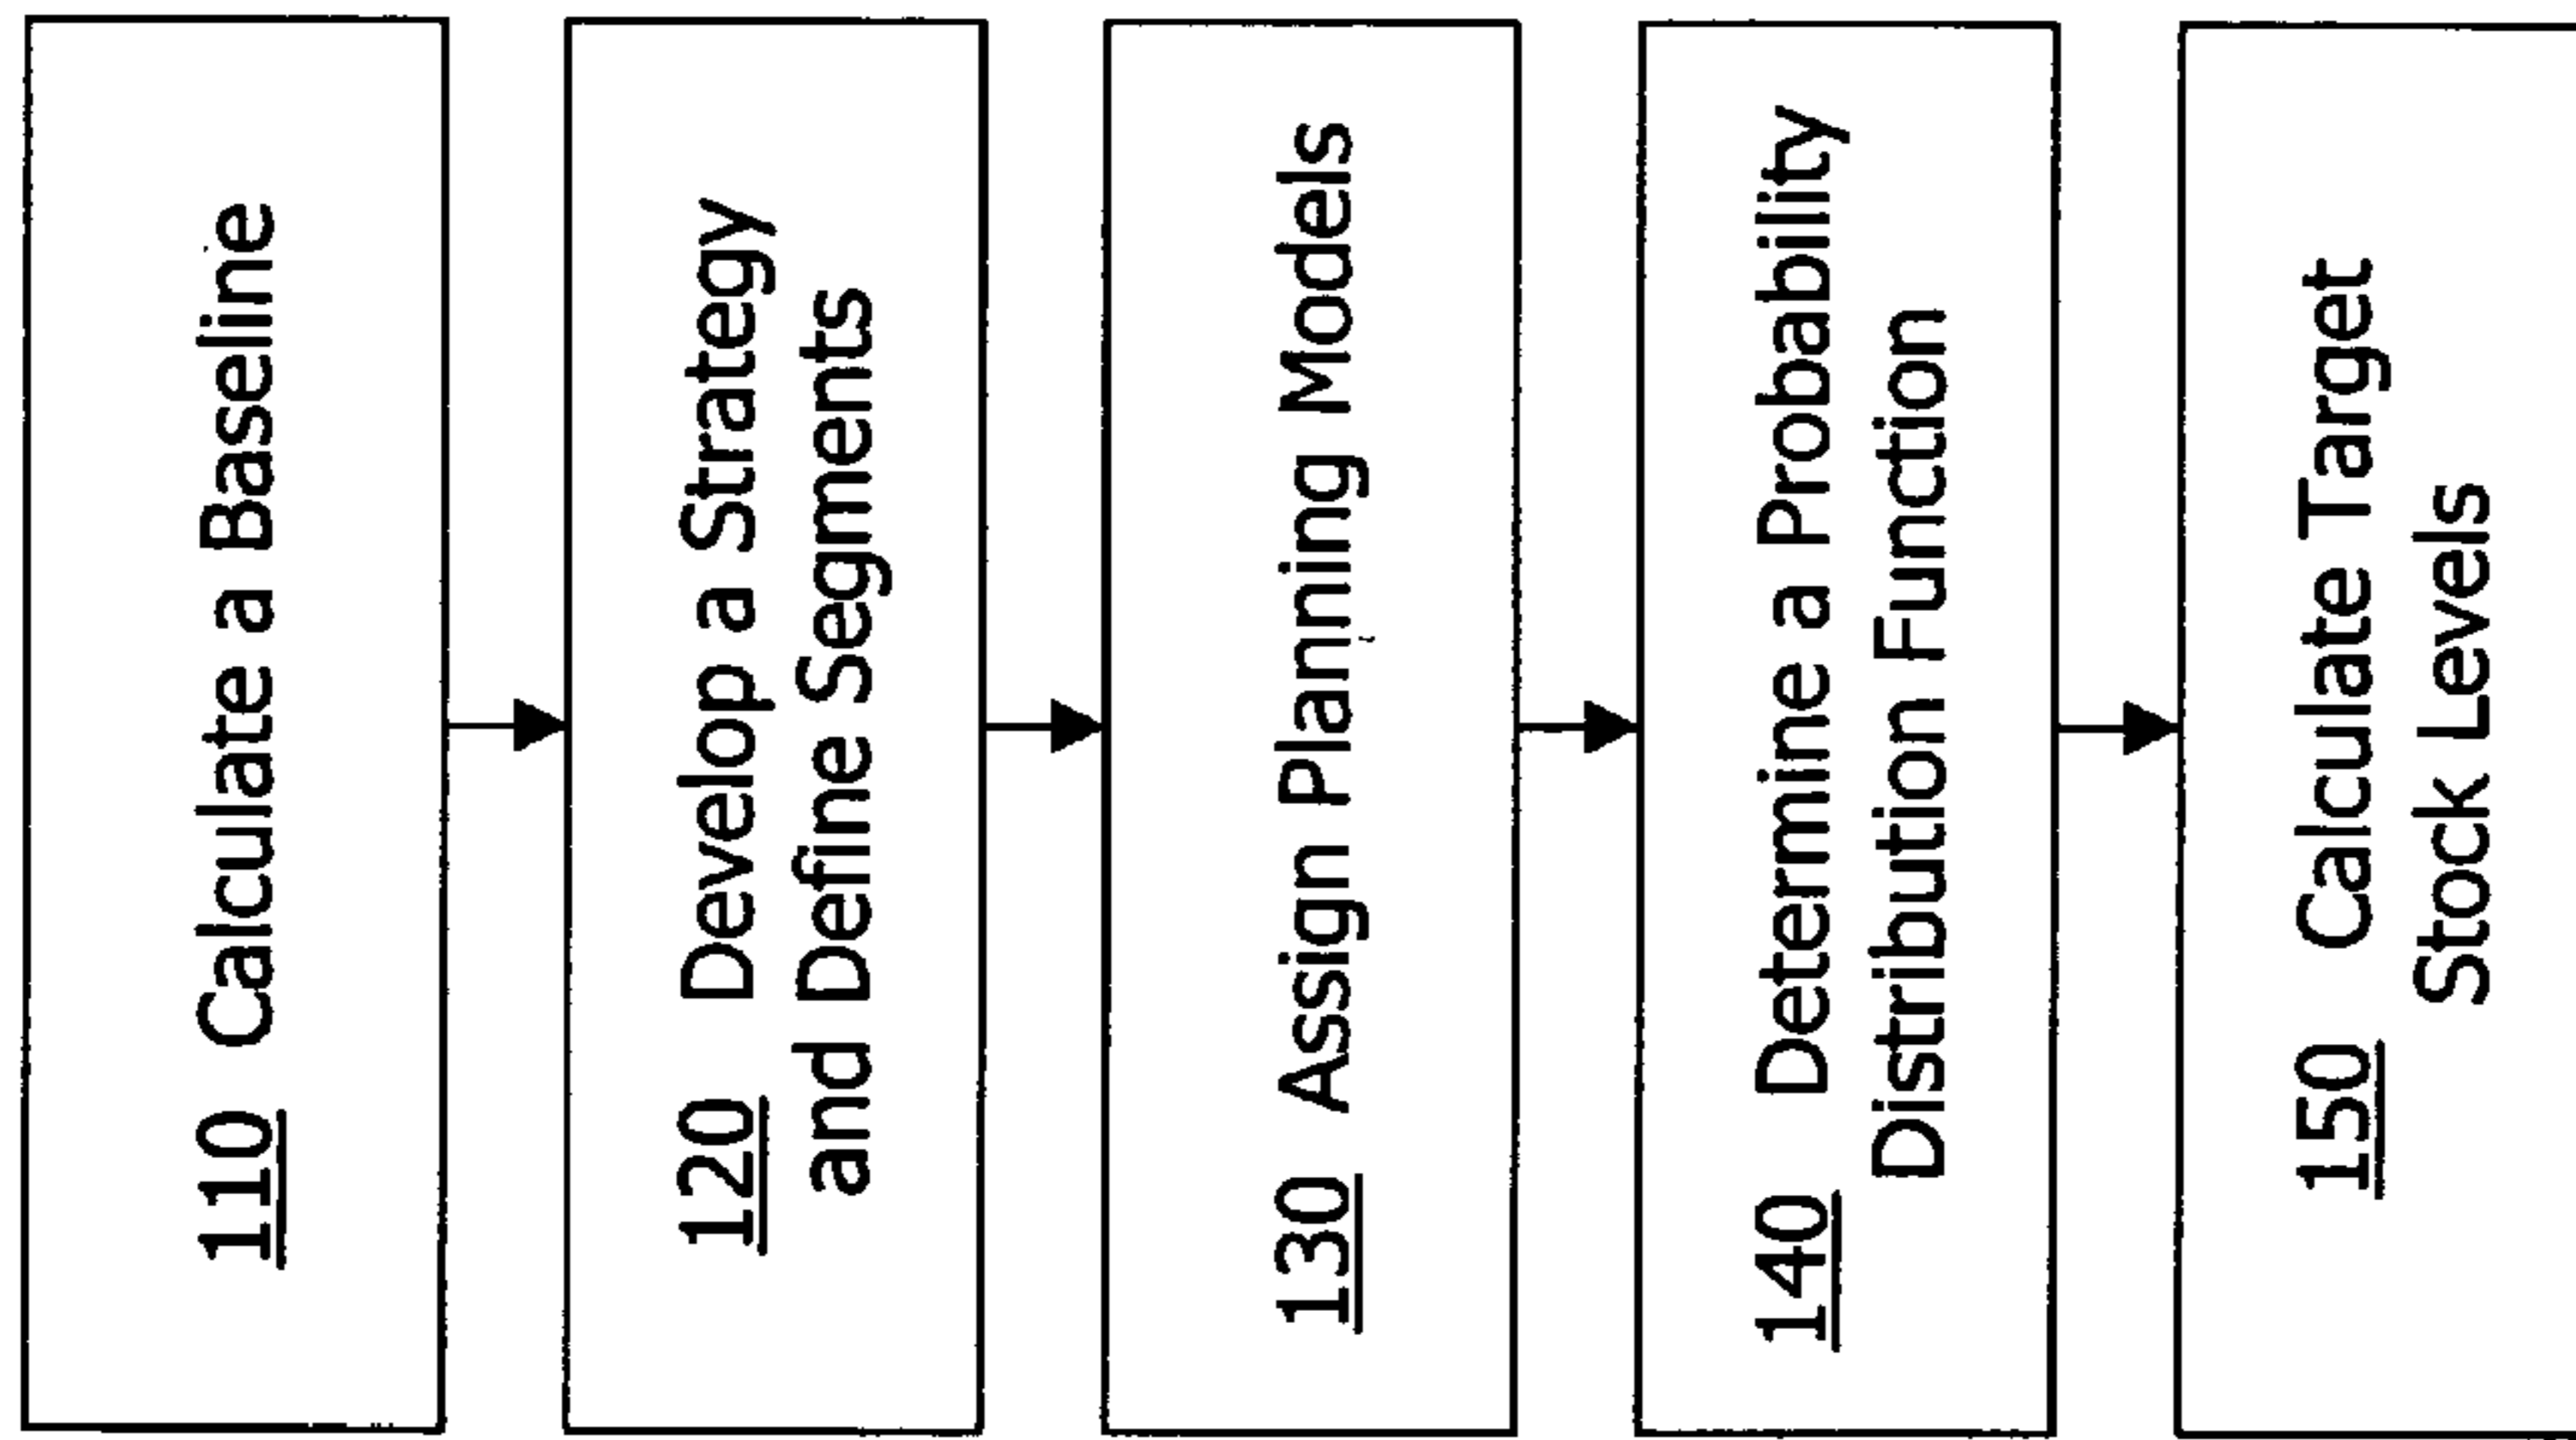 110 Calculate a Baseline
120 Develop a Strategy
and Define Segments
130 Assign Planning Models
140 Determine a Probability
Distribution Function
150 Calculate Target
Stock Levels